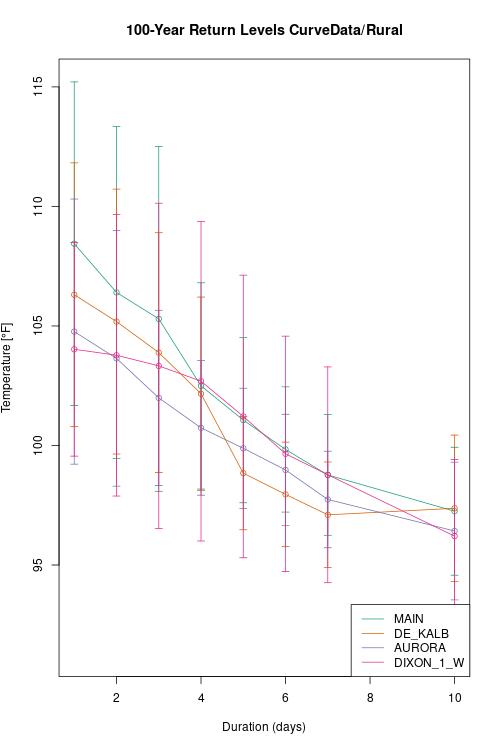 100-Year Return Levels CurveData/Rural
Temperature [°F]
115
110
105
100
95
2
4
6
8
10
Duration (days)
MAIN
DE_KALB
AURORA
DIXON_1_W